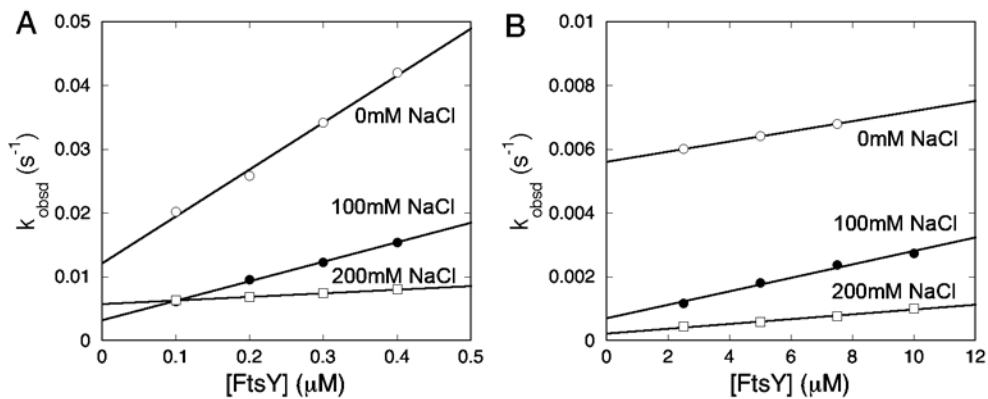 A
0.05
0.04
0.03
0.02
0.01
0
k obsd (s⁻¹)
0mM NaCl
100mM NaCl
200mM NaCl
0 0.1 0.2 0.3 0.4 0.5
[FtsY] (μM)
B
0.01
0.008
0.006
0.004
0.002
0
k obsd (s⁻¹)
0mM NaCl
100mM NaCl
200mM NaCl
0 2 4 6 8 10 12
[FtsY] (μM)